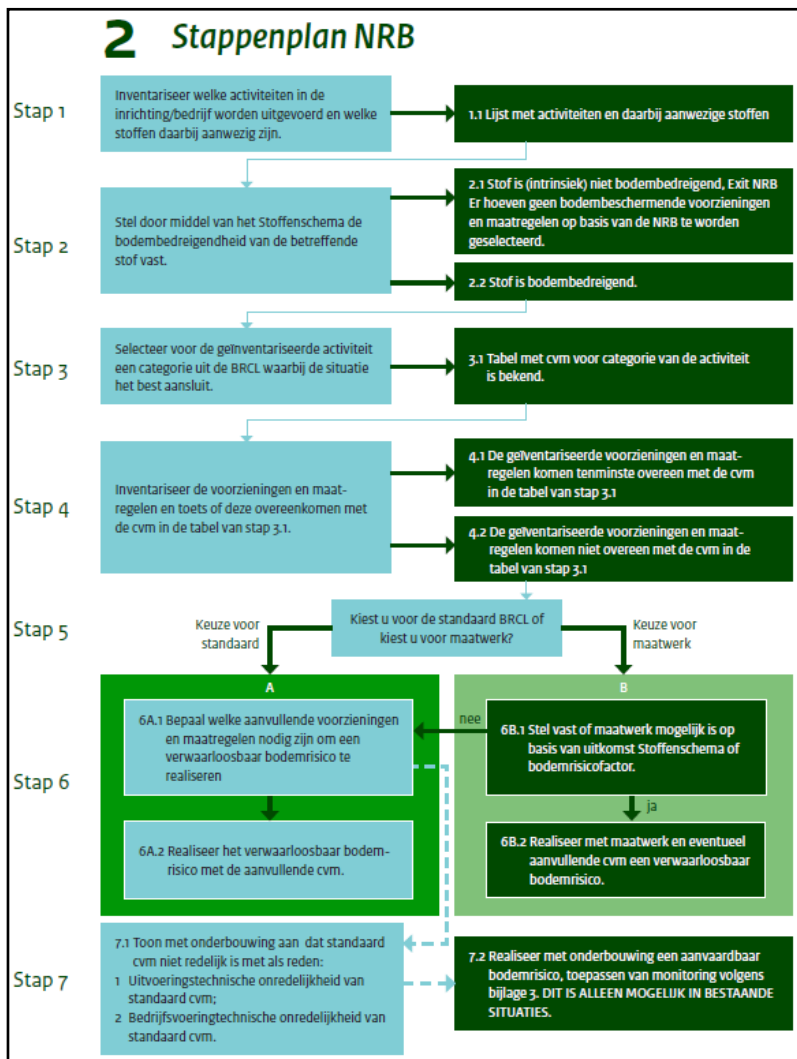 2 Stappenplan NRB
Stap 1
Inventariseer welke activiteiten in de
inrichting/bedrijf worden uitgevoerd en welke
stoffen daarbij aanwezig zijn.
1.1 Lijst met activiteiten en daarbij aanwezige stoffen
Stap 2
Stel door middel van het Stoffenschema de
bodembedreigendheid van de betreffende
stof vast.
2.1 Stof is (intrinsiek) niet bodembedreigend, Exit NRB
Er hoeven geen bodembeschermende voorzieningen
en maatregelen op basis van de NRB te worden
geselecteerd.
2.2 Stof is bodembedreigend.
Stap 3
Selecteer voor de geïnventariseerde activiteit
een categorie uit de BRCL waarbij de situatie
het best aansluit.
3.1 Tabel met cvm voor categorie van de activiteit
is bekend.
Stap 4
Inventariseer de voorzieningen en maat-
regelen en toets of deze overeenkomen met
de cvm in de tabel van stap 3.1.
4.1 De geïventariseerde voorzieningen en maat-
regelen komen tenminste overeen met de cvm
in de tabel van stap 3.1
4.2 De geïventariseerde voorzieningen en maat-
regelen komen niet overeen met de cvm in de
tabel van stap 3.1
Stap 5
Keuze voor
standaard
Kiest u voor de standaard BRCL of
kiest u voor maatwerk?
Keuze voor
maatwerk
Stap 6
A
6A.1 Bepaal welke aanvullende voorzieningen
en maatregelen nodig zijn om een
verwaarloosbaar bodemrisico te
realiseren
6A.2 Realiseer het verwaarloosbaar bodem-
risico met de aanvullende cvm.
nee
B
6B.1 Stel vast of maatwerk mogelijk is op
basis van uitkomst Stoffenschema of
bodemrisicofactor.
ja
6B.2 Realiseer met maatwerk en eventueel
aanvullende cvm een verwaarloosbaar
bodemrisico.
Stap 7
7.1 Toon met onderbouwing aan dat standaard
cvm niet redelijk is met als reden:
1 Uitvoeringstechnische onredelijkheid van
standaard cvm;
2 Bedrijfsvoeringtechnische onredelijkheid van
standaard cvm.
7.2 Realiseer met onderbouwing een aanvaardbaar
bodemrisico, toepassen van monitoring volgens
bijlage 3. DIT IS ALLEEN MOGELIJK IN BESTAANDE
SITUATIES.